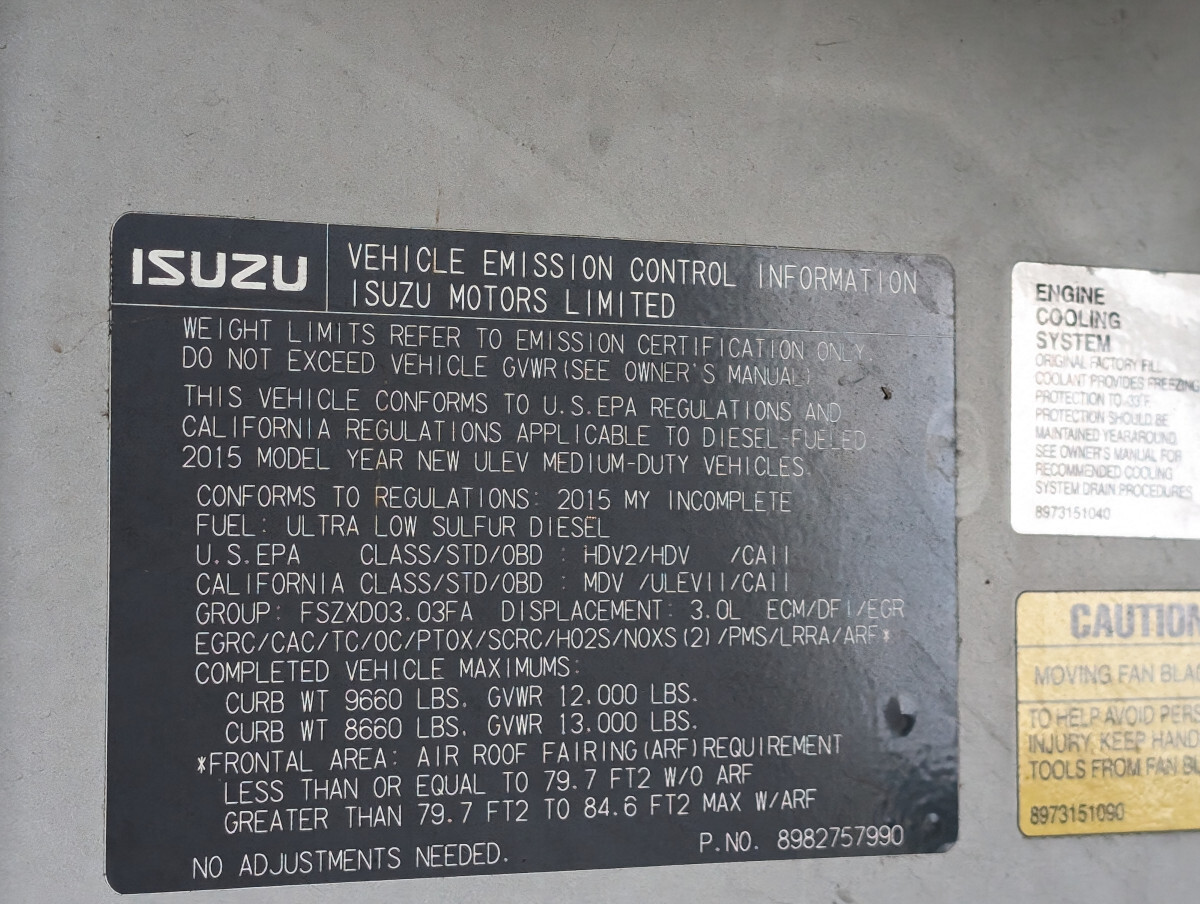 ISUZU
VEHICLE EMISSION CONTROL INFORMATION
ISUZU MOTORS LIMITED
WEIGHT LIMITS REFER TO EMISSION CERTIFICATION ONLY.
DO NOT EXCEED VEHICLE GVWR (SEE OWNER'S MANUAL)
THIS VEHICLE CONFORMS TO U.S.EPA REGULATIONS AND
CALIFORNIA REGULATIONS APPLICABLE TO DIESEL-FUELED
2015 MODEL YEAR NEW ULEV MEDIUM-DUTY VEHICLES.
CONFORMS TO REGULATIONS: 2015 MY INCOMPLETE
FUEL: ULTRA LOW SULFUR DIESEL
U.S.EPA CLASS/STD/OBD : HDV2/HDV /CAII
CALIFORNIA CLASS/STD/OBD : MDV /ULEVII/CAII
GROUP: FSZXD03.03FA DISPLACEMENT: 3.0L ECM/DFI/EGR
EGRC/CAC/TC/OC/PTOX/SCRC/HO2S/NOXS(2)/PMS/LRRA/ARF*
COMPLETED VEHICLE MAXIMUMS:
CURB WT 9660 LBS. GVWR 12.000 LBS.
CURB WT 8660 LBS. GVWR 13.000 LBS.
*FRONTAL AREA: AIR ROOF FAIRING(ARF)REQUIREMENT
LESS THAN OR EQUAL TO 79.7 FT2 W/O ARF
GREATER THAN 79.7 FT2 TO 84.6 FT2 MAX W/ARF
NO ADJUSTMENTS NEEDED.
P.NO. 8982757990
ENGINE
COOLING
SYSTEM
ORIGINAL FACTORY FILL
COOLANT PROVIDES FREEZING
PROTECTION TO -33°F.
PROTECTION SHOULD BE
MAINTAINED YEARAROUND.
SEE OWNER'S MANUAL FOR
RECOMMENDED COOLING
SYSTEM DRAIN PROCEDURES
8973151040
CAUTION
MOVING FAN BLA
TO HELP AVOID PERS
INJURY, KEEP HAND
TOOLS FROM FAN BL
8973151090